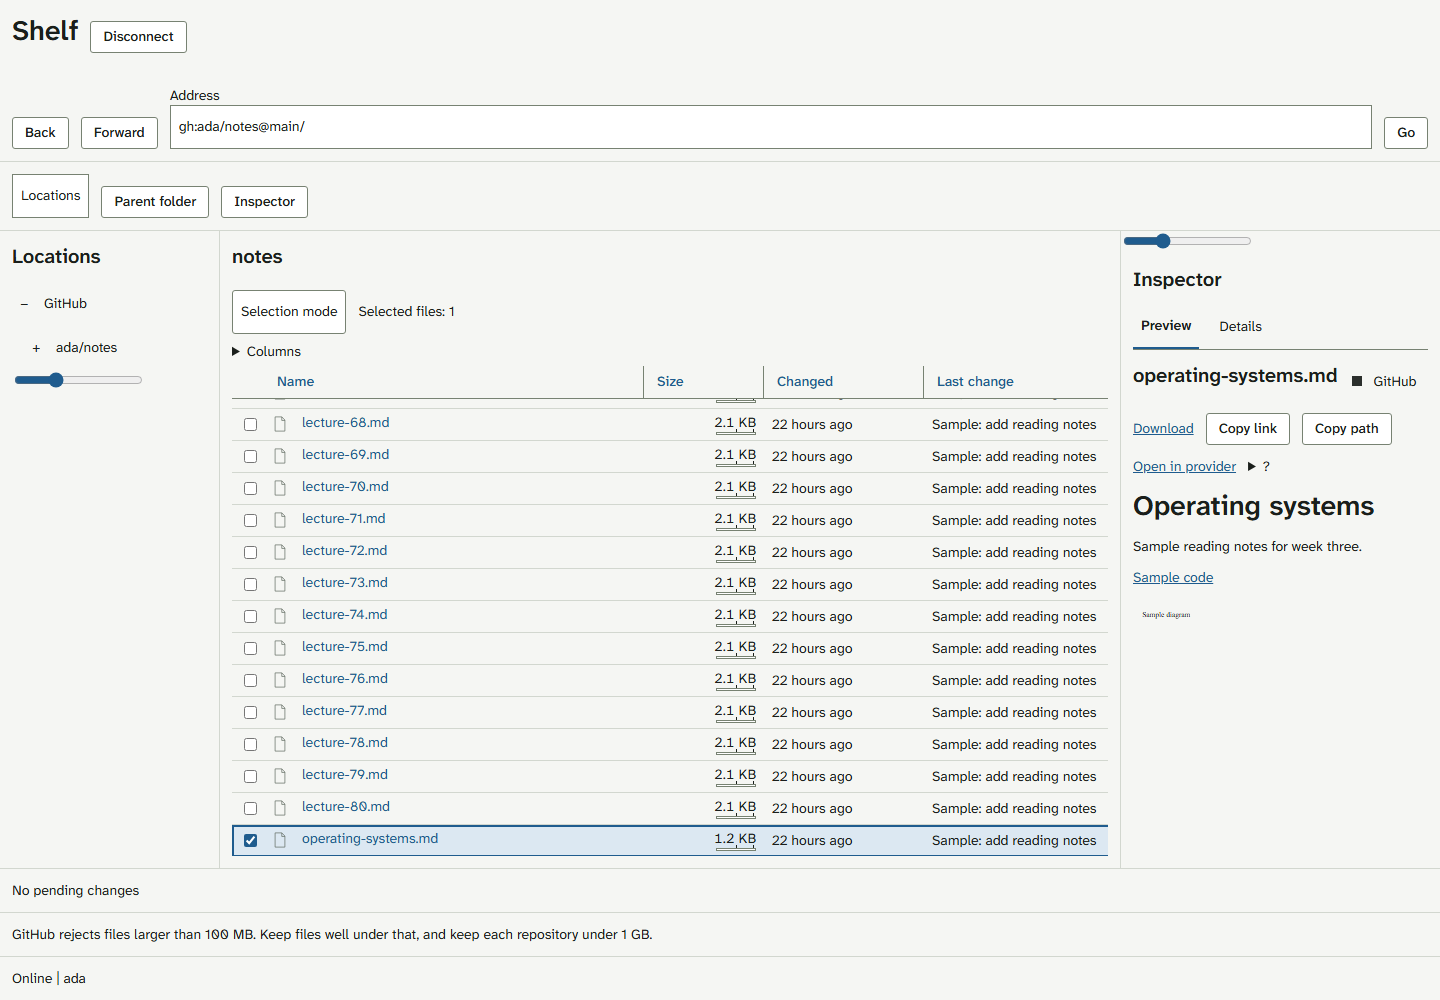 Shelf
Disconnect
Address
Back
Forward
gh:ada/notes@main/
Go
Locations
Parent folder
Inspector
Locations
– GitHub
+ ada/notes
notes
Selection mode
Selected files: 1
Columns
Name Size Changed Last change
lecture-68.md 2.1 KB 22 hours ago Sample: add reading notes
lecture-69.md 2.1 KB 22 hours ago Sample: add reading notes
lecture-70.md 2.1 KB 22 hours ago Sample: add reading notes
lecture-71.md 2.1 KB 22 hours ago Sample: add reading notes
lecture-72.md 2.1 KB 22 hours ago Sample: add reading notes
lecture-73.md 2.1 KB 22 hours ago Sample: add reading notes
lecture-74.md 2.1 KB 22 hours ago Sample: add reading notes
lecture-75.md 2.1 KB 22 hours ago Sample: add reading notes
lecture-76.md 2.1 KB 22 hours ago Sample: add reading notes
lecture-77.md 2.1 KB 22 hours ago Sample: add reading notes
lecture-78.md 2.1 KB 22 hours ago Sample: add reading notes
lecture-79.md 2.1 KB 22 hours ago Sample: add reading notes
lecture-80.md 2.1 KB 22 hours ago Sample: add reading notes
operating-systems.md 1.2 KB 22 hours ago Sample: add reading notes
Inspector
Preview Details
operating-systems.md GitHub
Download Copy link Copy path
Open in provider ?
Operating systems
Sample reading notes for week three.
Sample code
Sample diagram
No pending changes
GitHub rejects files larger than 100 MB. Keep files well under that, and keep each repository under 1 GB.
Online | ada